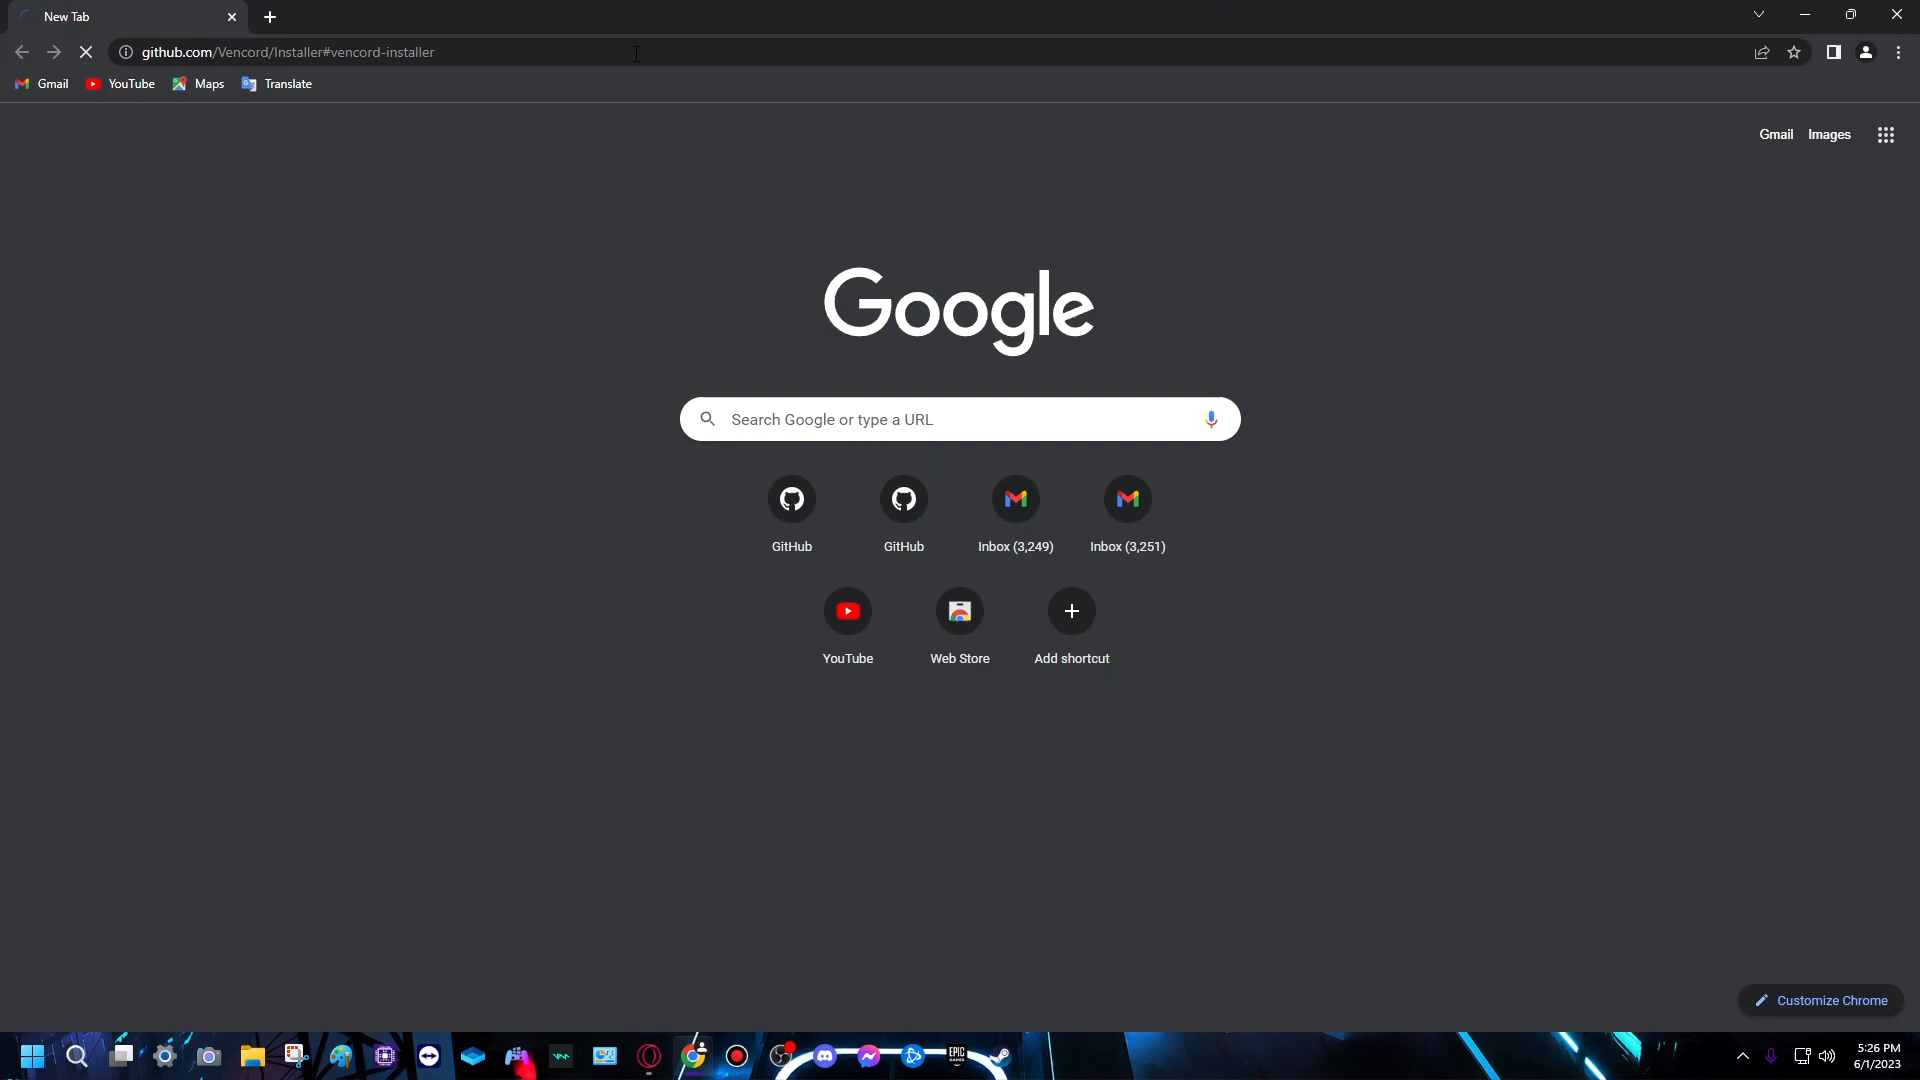 New Tab
github.com/Vencord/Installer#vencord-installer
Gmail YouTube Maps Translate
Gmail Images
Google
Search Google or type a URL
GitHub GitHub Inbox (3,249) Inbox (3,251)
YouTube Web Store Add shortcut
Customize Chrome
EPIC GAMES
5:26 PM
6/1/2023